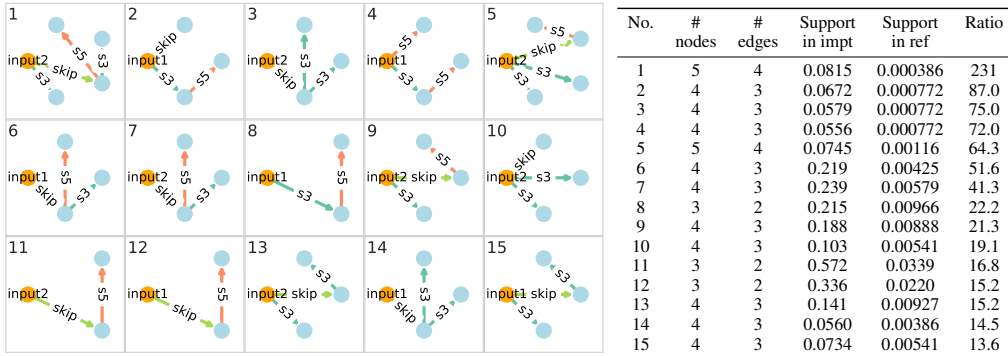 1
input2
s5
s3
skip
s3
2
skip
input1
s3
s5
3
s3
input2
skip
s3
4
s5
input1
s3
s5
5
s5
input2
skip
s3
s3
6
input1
skip
s5
s3
7
input2
skip
s5
s3
8
input1
s3
s5
9
s5
input2
skip
s3
10
skip
input2
s3
s3
11
input2
skip
s5
12
input1
skip
s5
13
s3
input2
skip
s3
14
s3
input1
skip
s3
15
s3
input1
skip
s3
No. # nodes # edges Support in impt Support in ref Ratio
1 5 4 0.0815 0.000386 231
2 4 3 0.0672 0.000772 87.0
3 4 3 0.0579 0.000772 75.0
4 4 3 0.0556 0.000772 72.0
5 5 4 0.0745 0.00116 64.3
6 4 3 0.219 0.00425 51.6
7 4 3 0.239 0.00579 41.3
8 3 2 0.215 0.00966 22.2
9 4 3 0.188 0.00888 21.3
10 4 3 0.103 0.00541 19.1
11 3 2 0.572 0.0339 16.8
12 3 2 0.336 0.0220 15.2
13 4 3 0.141 0.00927 15.2
14 4 3 0.0560 0.00386 14.5
15 4 3 0.0734 0.00541 13.6